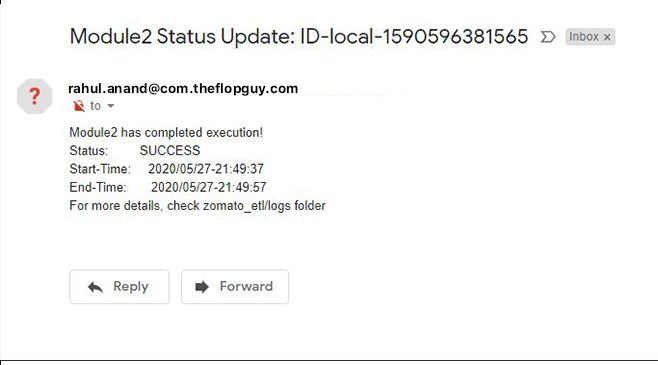 Module2 Status Update: ID-local-1590596381565 Inbox ×
?
rahul.anand@com.theflopguy.com
to
Module2 has completed execution!
Status: SUCCESS
Start-Time: 2020/05/27-21:49:37
End-Time: 2020/05/27-21:49:57
For more details, check zomato_etl/logs folder
Reply Forward